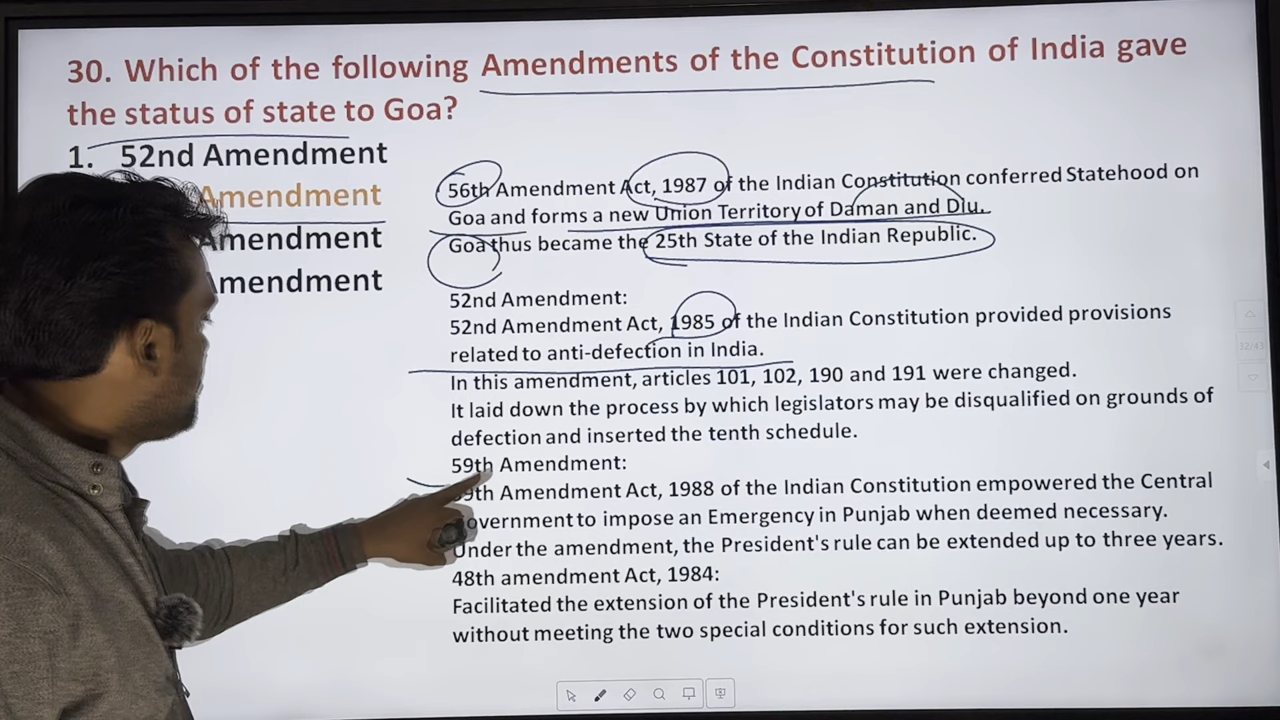 30. Which of the following Amendments of the Constitution of India gave
the status of state to Goa?
1. 52nd Amendment
Amendment
Amendment
Amendment
56th Amendment Act, 1987 of the Indian Constitution conferred Statehood on
Goa and forms a new Union Territory of Daman and Diu.
Goa thus became the 25th State of the Indian Republic.
52nd Amendment:
52nd Amendment Act, 1985 of the Indian Constitution provided provisions
related to anti-defection in India.
In this amendment, articles 101, 102, 190 and 191 were changed.
It laid down the process by which legislators may be disqualified on grounds of
defection and inserted the tenth schedule.
59th Amendment:
59th Amendment Act, 1988 of the Indian Constitution empowered the Central
Government to impose an Emergency in Punjab when deemed necessary.
Under the amendment, the President's rule can be extended up to three years.
48th amendment Act, 1984:
Facilitated the extension of the President's rule in Punjab beyond one year
without meeting the two special conditions for such extension.
32/43